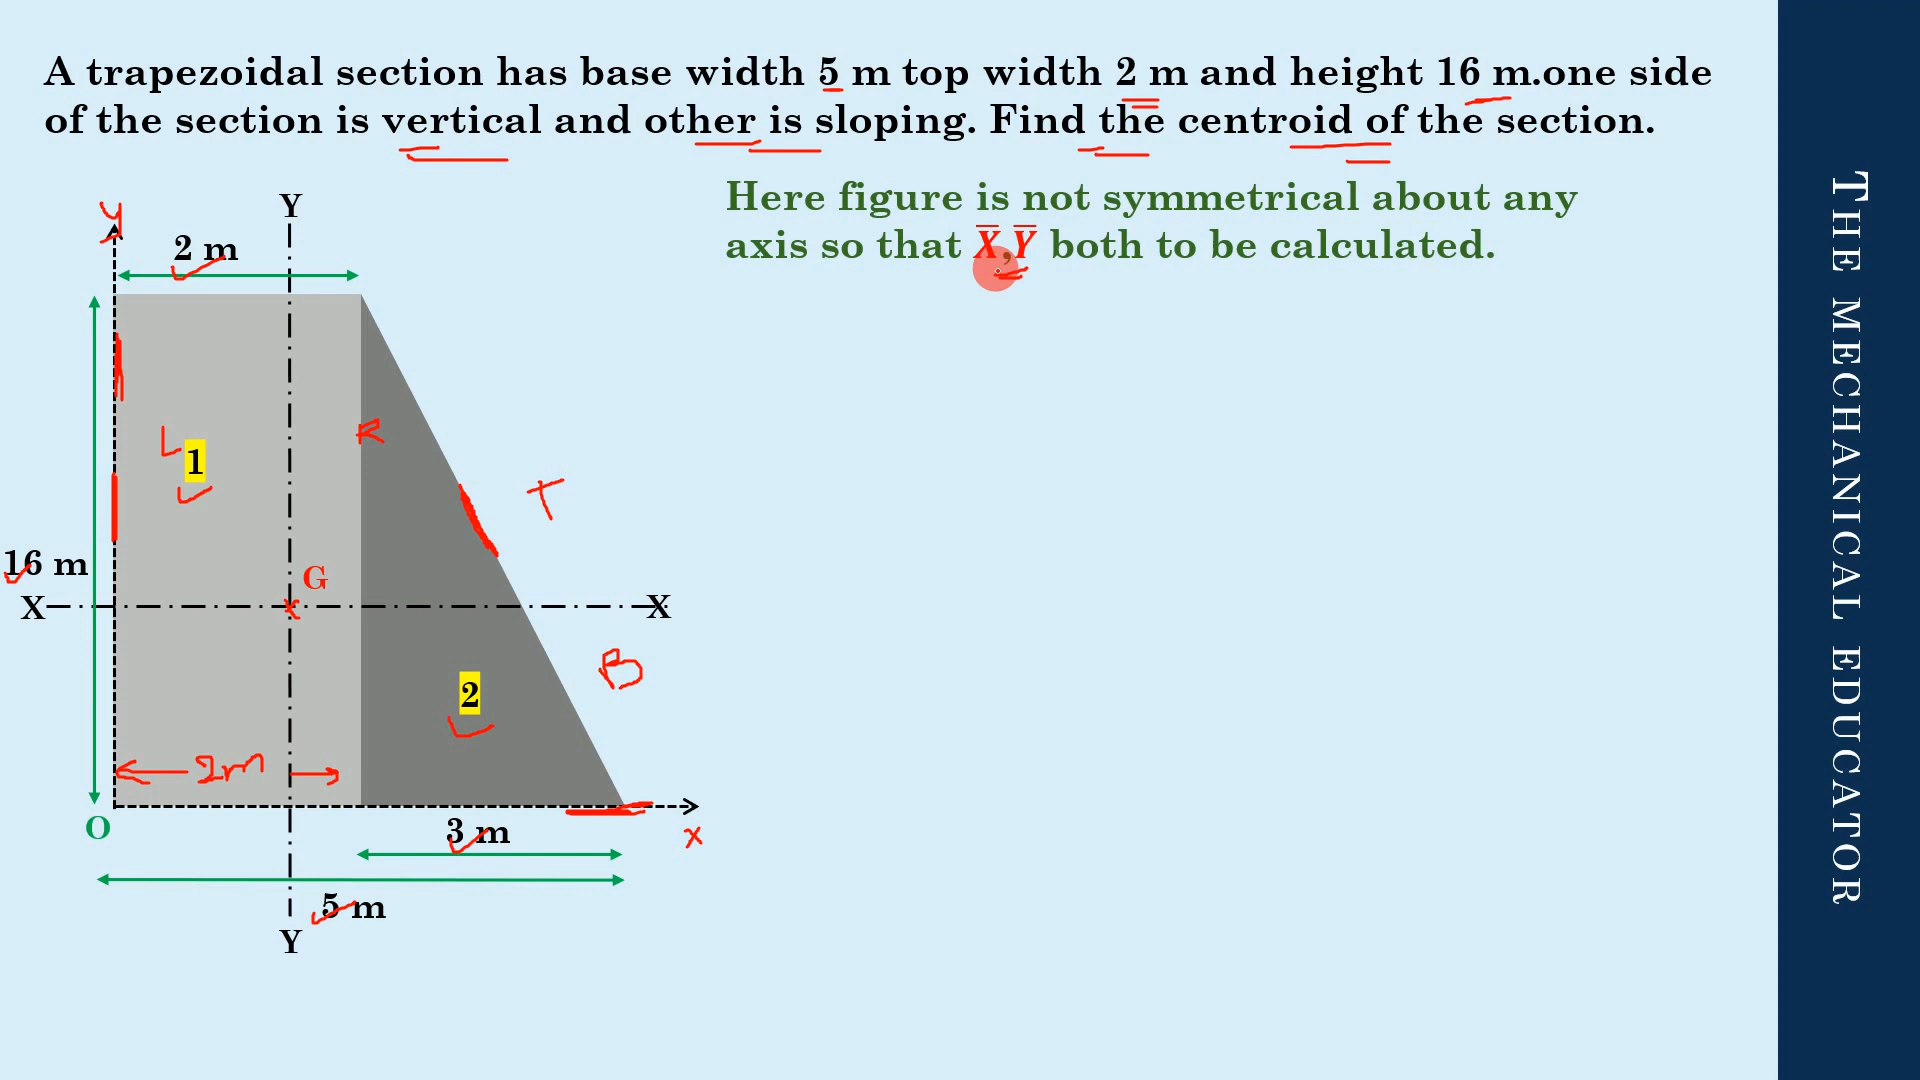 A trapezoidal section has base width 5 m top width 2 m and height 16 m.one side
of the section is vertical and other is sloping. Find the centroid of the section.
Here figure is not symmetrical about any
axis so that X̅,Y̅ both to be calculated.
y
Y
2 m
L
1
R
T
16 m
G
X
X
B
2
2m
O
3 m
x
5 m
Y
THE MECHANICAL EDUCATOR